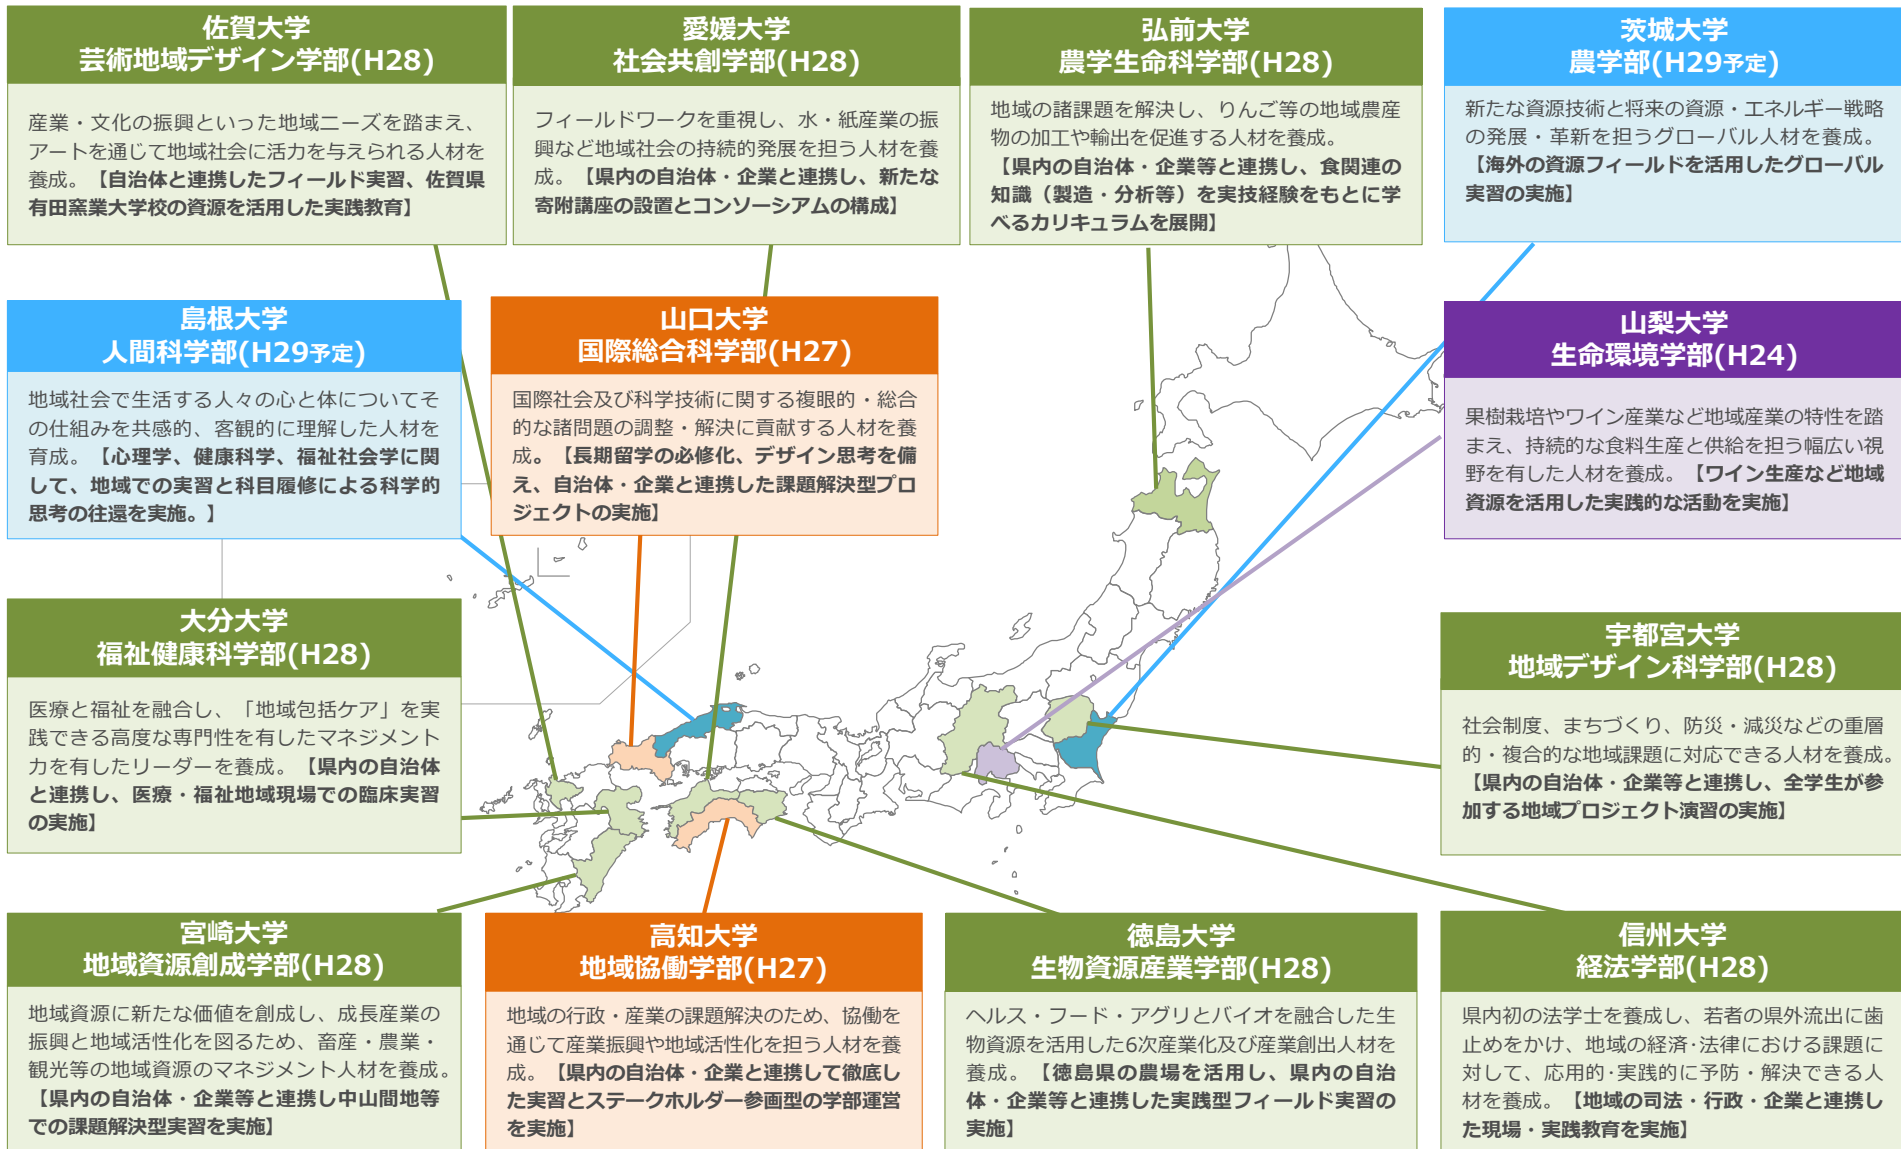 佐賀大学
芸術地域デザイン学部(H28)
産業・文化の振興といった地域ニーズを踏まえ、
アートを通じて地域社会に活力を与えられる人材を
養成。【自治体と連携したフィールド実習、佐賀県
有田窯業大学校の資源を活用した実践教育】
愛媛大学
社会共創学部(H28)
フィールドワークを重視し、水・紙産業の振
興など地域社会の持続的発展を担う人材を養
成。【県内の自治体・企業と連携し、新たな
寄附講座の設置とコンソーシアムの構成】
弘前大学
農学生命科学部(H28)
地域の諸課題を解決し、りんご等の地域農産
物の加工や輸出を促進する人材を養成。
【県内の自治体・企業等と連携し、食関連の
知識（製造・分析等）を実技経験をもとに学
べるカリキュラムを展開】
茨城大学
農学部(H29予定)
新たな資源技術と将来の資源・エネルギー戦略
の発展・革新を担うグローバル人材を養成。
【海外の資源フィールドを活用したグローバル
実習の実施】
島根大学
人間科学部(H29予定)
地域社会で生活する人々の心と体についてそ
の仕組みを共感的、客観的に理解した人材を
育成。【心理学、健康科学、福祉社会学に関
して、地域での実習と科目履修による科学的
思考の往還を実施。】
山口大学
国際総合科学部(H27)
国際社会及び科学技術に関する複眼的・総合
的な諸問題の調整・解決に貢献する人材を養
成。【長期留学の必修化、デザイン思考を備
え、自治体・企業と連携した課題解決型プロ
ジェクトの実施】
山梨大学
生命環境学部(H24)
果樹栽培やワイン産業など地域産業の特性を踏
まえ、持続的な食料生産と供給を担う幅広い視
野を有した人材を養成。【ワイン生産など地域
資源を活用した実践的な活動を実施】
大分大学
福祉健康科学部(H28)
医療と福祉を融合し、「地域包括ケア」を実
践できる高度な専門性を有したマネジメント
力を有したリーダーを養成。【県内の自治体
と連携し、医療・福祉地域現場での臨床実習
の実施】
宇都宮大学
地域デザイン科学部(H28)
社会制度、まちづくり、防災・減災などの重層
的・複合的な地域課題に対応できる人材を養成。
【県内の自治体・企業等と連携し、全学生が参
加する地域プロジェクト演習の実施】
宮崎大学
地域資源創成学部(H28)
地域資源に新たな価値を創成し、成長産業の
振興と地域活性化を図るため、畜産・農業・
観光等の地域資源のマネジメント人材を養成。
【県内の自治体・企業等と連携し中山間地等
での課題解決型実習を実施】
高知大学
地域協働学部(H27)
地域の行政・産業の課題解決のため、協働を
通じて産業振興や地域活性化を担う人材を養
成。【県内の自治体・企業と連携して徹底し
た実習とステークホルダー参画型の学部運営
を実施】
徳島大学
生物資源産業学部(H28)
ヘルス・フード・アグリとバイオを融合した生
物資源を活用した6次産業化及び産業創出人材を
養成。【徳島県の農場を活用し、県内の自治
体・企業等と連携した実践型フィールド実習の
実施】
信州大学
経法学部(H28)
県内初の法学士を養成し、若者の県外流出に歯
止めをかけ、地域の経済・法律における課題に
対して、応用的・実践的に予防・解決できる人
材を養成。【地域の司法・行政・企業と連携し
た現場・実践教育を実施】